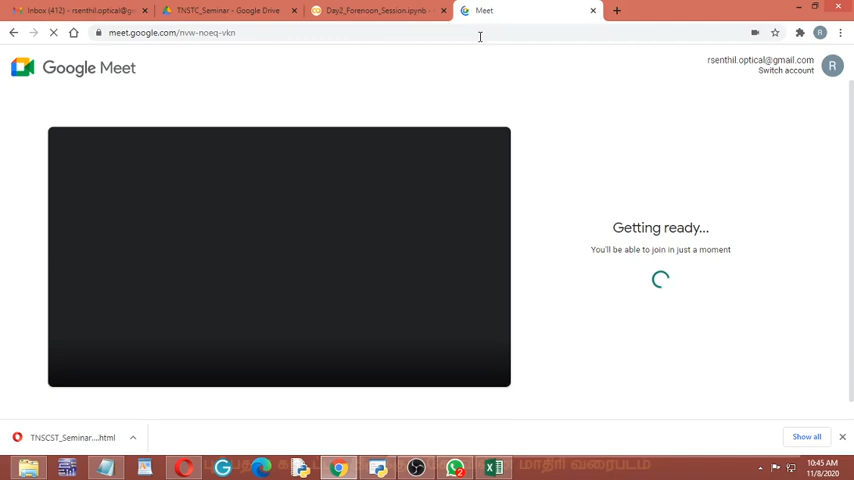 Inbox (412) - rsenthil.optical@g
TNSTC_Seminar - Google Drive
Day2_Forenoon_Session.ipynb -
Meet
meet.google.com/nvw-noeq-vkn
Google Meet
rsenthil.optical@gmail.com
Switch account
R
Getting ready...
You'll be able to join in just a moment
TNSCST_Seminar....html
Show all
மாதிரி வரைபடம்
10:45 AM
11/8/2020